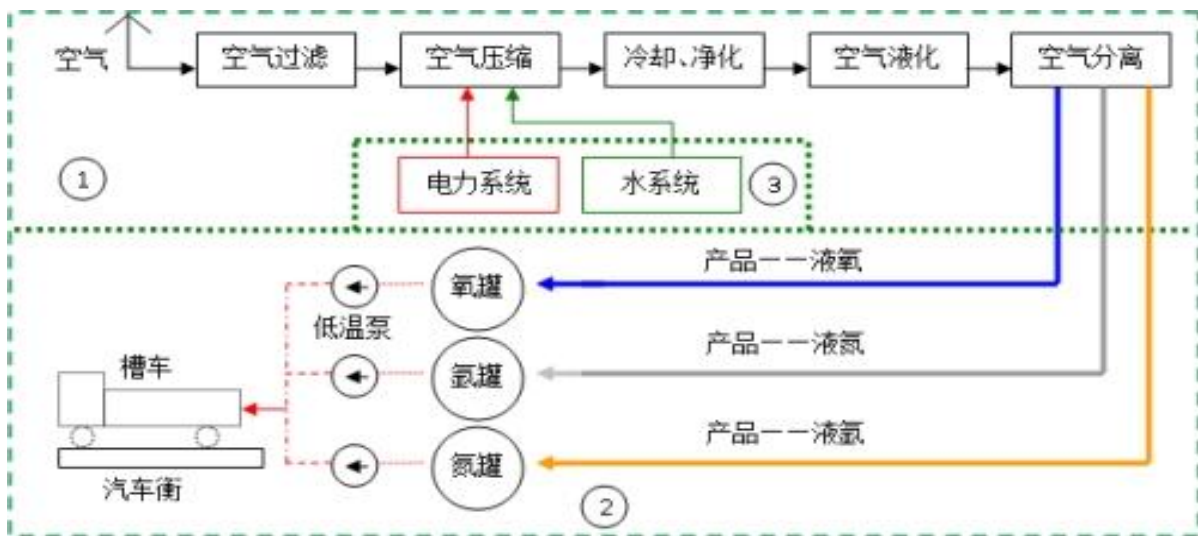 空气
空气过滤
空气压缩
冷却、净化
空气液化
空气分离
电力系统
水系统
③
①
产品——液氧
氧罐
低温泵
产品——液氮
氩罐
槽车
产品——液氩
氮罐
汽车衡
②